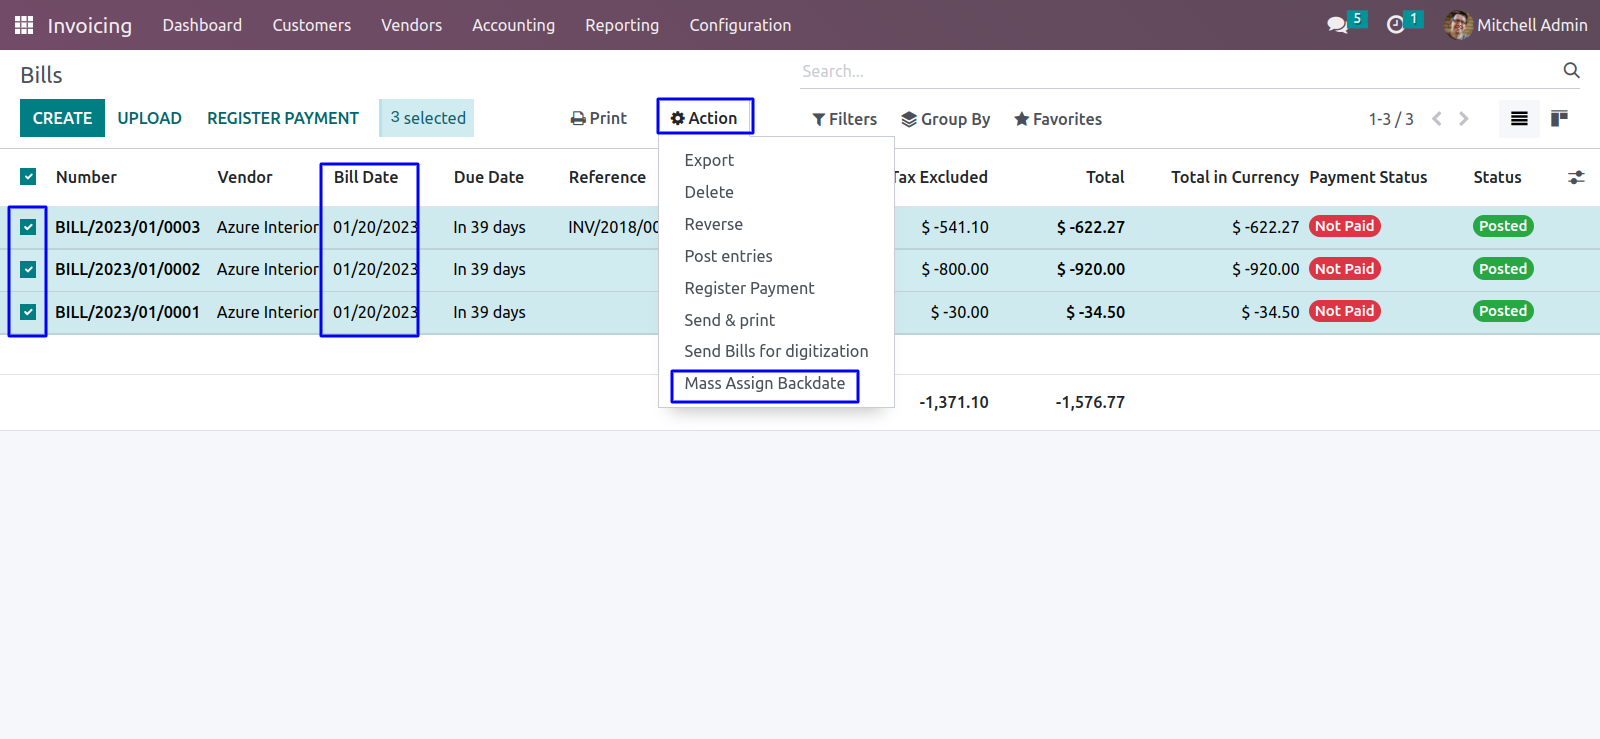 Invoicing Dashboard Customers Vendors Accounting Reporting Configuration 5 1 Mitchell Admin
Bills Search...
CREATE UPLOAD REGISTER PAYMENT 3 selected Print Action Filters Group By Favorites 1-3 / 3
Export
Delete
Reverse
Post entries
Register Payment
Send & print
Send Bills for digitization
Mass Assign Backdate
Number Vendor Bill Date Due Date Reference Tax Excluded Total Total in Currency Payment Status Status
BILL/2023/01/0003 Azure Interior 01/20/2023 In 39 days INV/2018/00 $ -541.10 $ -622.27 $ -622.27 Not Paid Posted
BILL/2023/01/0002 Azure Interior 01/20/2023 In 39 days $ -800.00 $ -920.00 $ -920.00 Not Paid Posted
BILL/2023/01/0001 Azure Interior 01/20/2023 In 39 days $ -30.00 $ -34.50 $ -34.50 Not Paid Posted
-1,371.10 -1,576.77